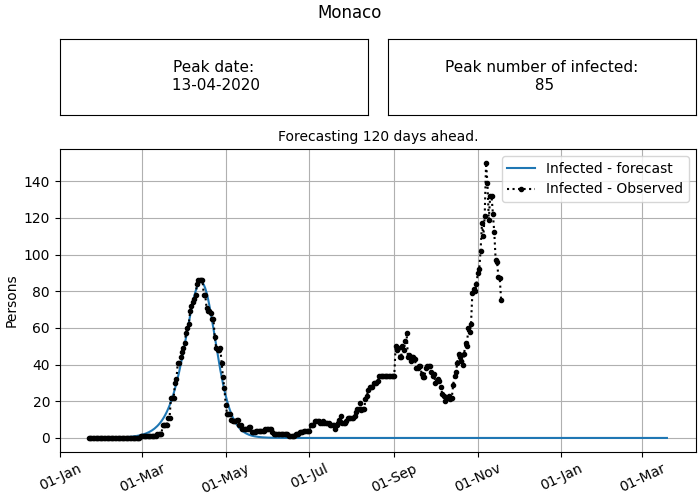 Monaco
Peak date:
13-04-2020
Peak number of infected:
85
Forecasting 120 days ahead.
Infected - forecast
Infected - Observed
Persons
140
120
100
80
60
40
20
0
01-Jan
01-Mar
01-May
01-Jul
01-Sep
01-Nov
01-Jan
01-Mar